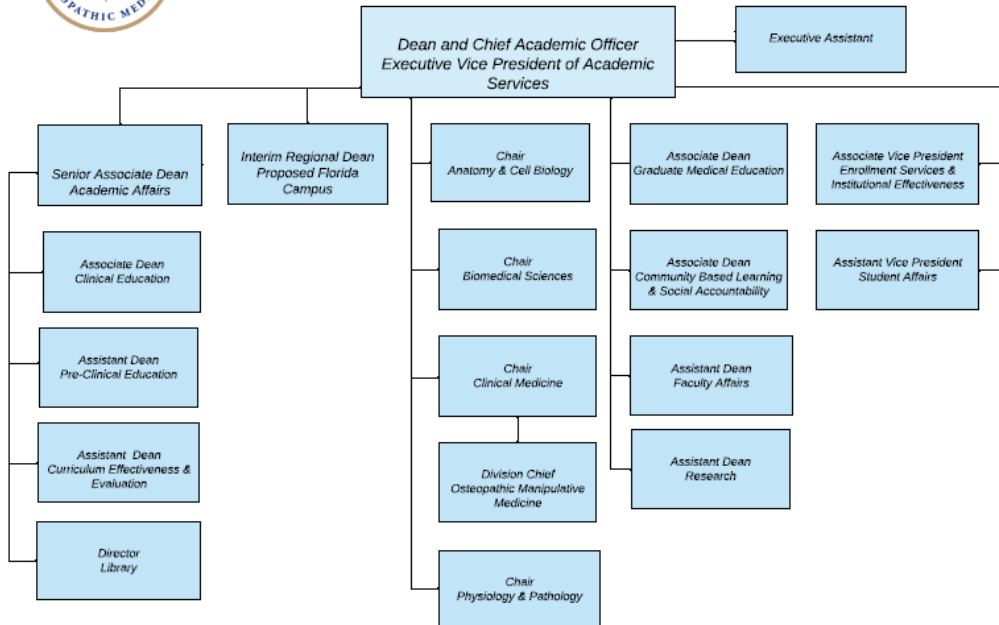 OPATHIC MED
Dean and Chief Academic Officer
Executive Vice President of Academic
Services
Executive Assistant
Senior Associate Dean
Academic Affairs
Interim Regional Dean
Proposed Florida
Campus
Chair
Anatomy & Cell Biology
Associate Dean
Graduate Medical Education
Associate Vice President
Enrollment Services &
Institutional Effectiveness
Associate Dean
Clinical Education
Chair
Biomedical Sciences
Associate Dean
Community Based Learning
& Social Accountability
Assistant Vice President
Student Affairs
Assistant Dean
Pre-Clinical Education
Chair
Clinical Medicine
Assistant Dean
Faculty Affairs
Assistant Dean
Curriculum Effectiveness &
Evaluation
Division Chief
Osteopathic Manipulative
Medicine
Assistant Dean
Research
Director
Library
Chair
Physiology & Pathology